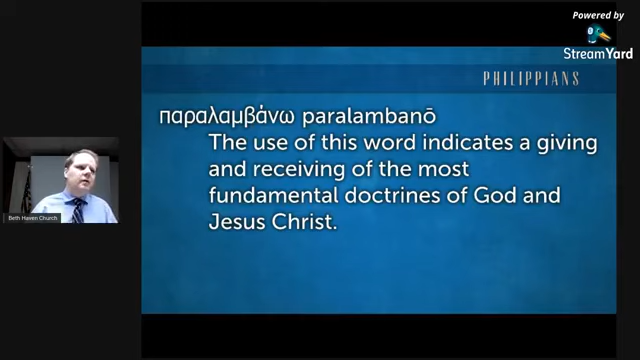 Powered by
StreamYard
PHILIPPIANS
παραλαμβάνω paralambanō
The use of this word indicates a giving
and receiving of the most
fundamental doctrines of God and
Jesus Christ.
Beth Haven Church